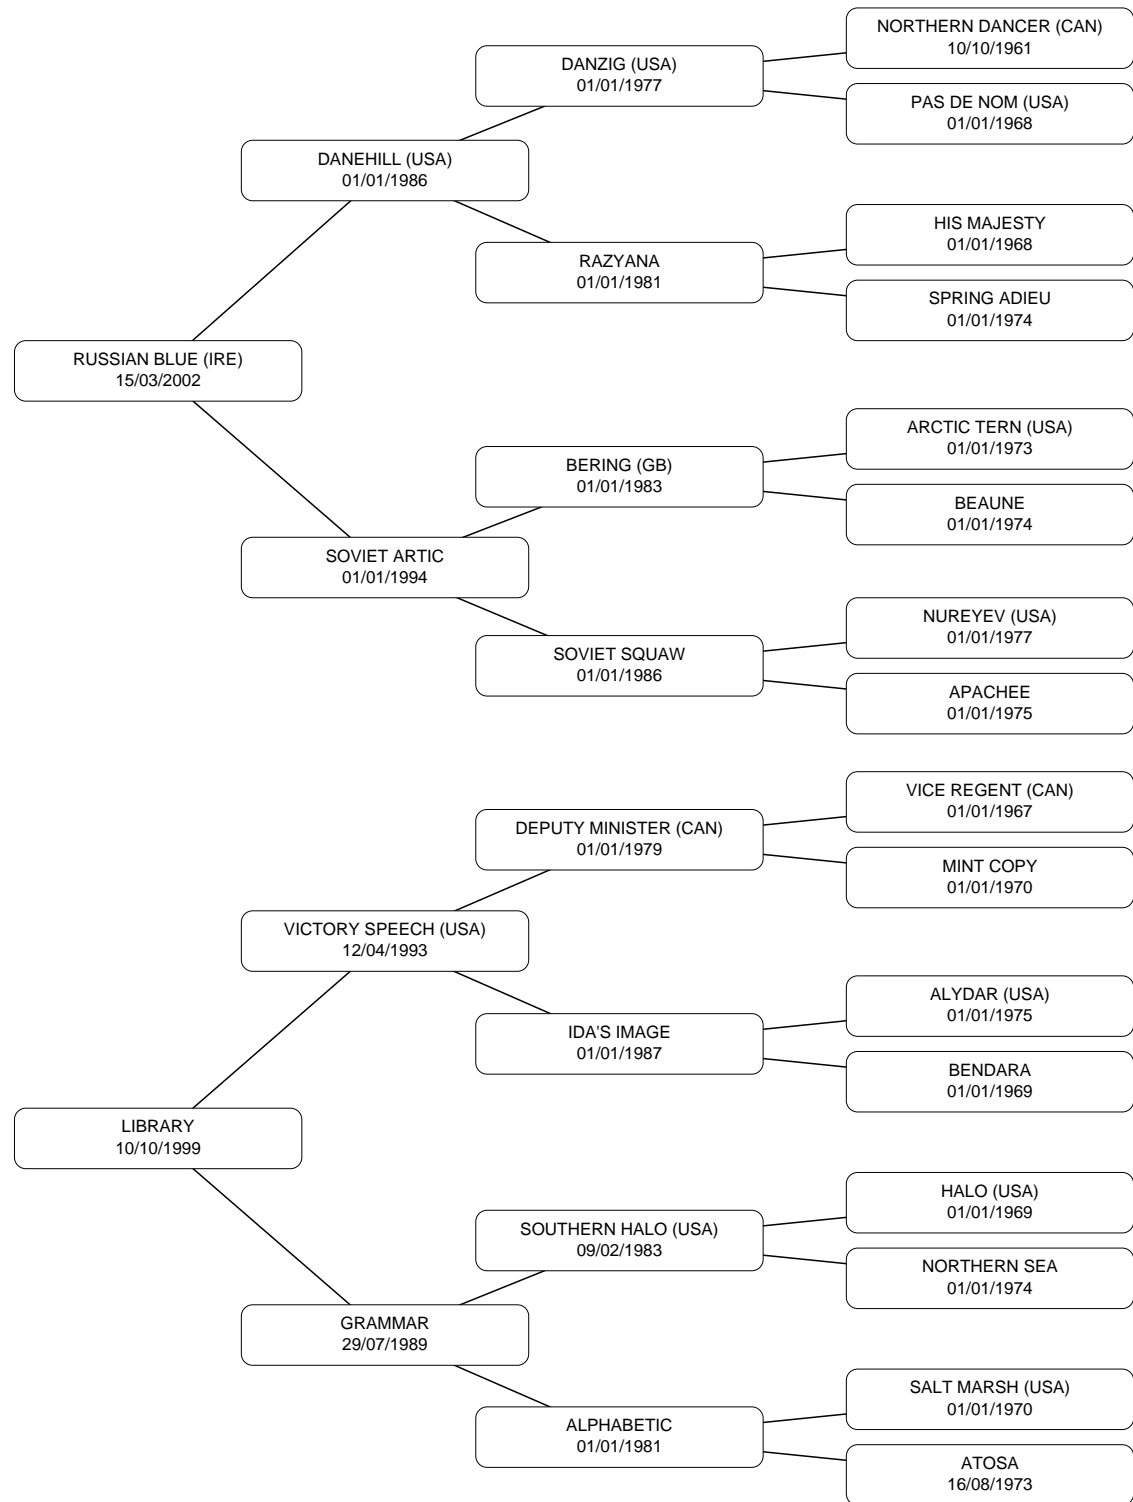 NORTHERN DANCER (CAN)
10/10/1961
DANZIG (USA)
01/01/1977
PAS DE NOM (USA)
01/01/1968
DANEHILL (USA)
01/01/1986
HIS MAJESTY
01/01/1968
RAZYANA
01/01/1981
SPRING ADIEU
01/01/1974
RUSSIAN BLUE (IRE)
15/03/2002
ARCTIC TERN (USA)
01/01/1973
BERING (GB)
01/01/1983
BEAUNE
01/01/1974
SOVIET ARTIC
01/01/1994
NUREYEV (USA)
01/01/1977
SOVIET SQUAW
01/01/1986
APACHEE
01/01/1975
VICE REGENT (CAN)
01/01/1967
DEPUTY MINISTER (CAN)
01/01/1979
MINT COPY
01/01/1970
VICTORY SPEECH (USA)
12/04/1993
ALYDAR (USA)
01/01/1975
IDA'S IMAGE
01/01/1987
BENDARA
01/01/1969
LIBRARY
10/10/1999
HALO (USA)
01/01/1969
SOUTHERN HALO (USA)
09/02/1983
NORTHERN SEA
01/01/1974
GRAMMAR
29/07/1989
SALT MARSH (USA)
01/01/1970
ALPHABETIC
01/01/1981
ATOSA
16/08/1973